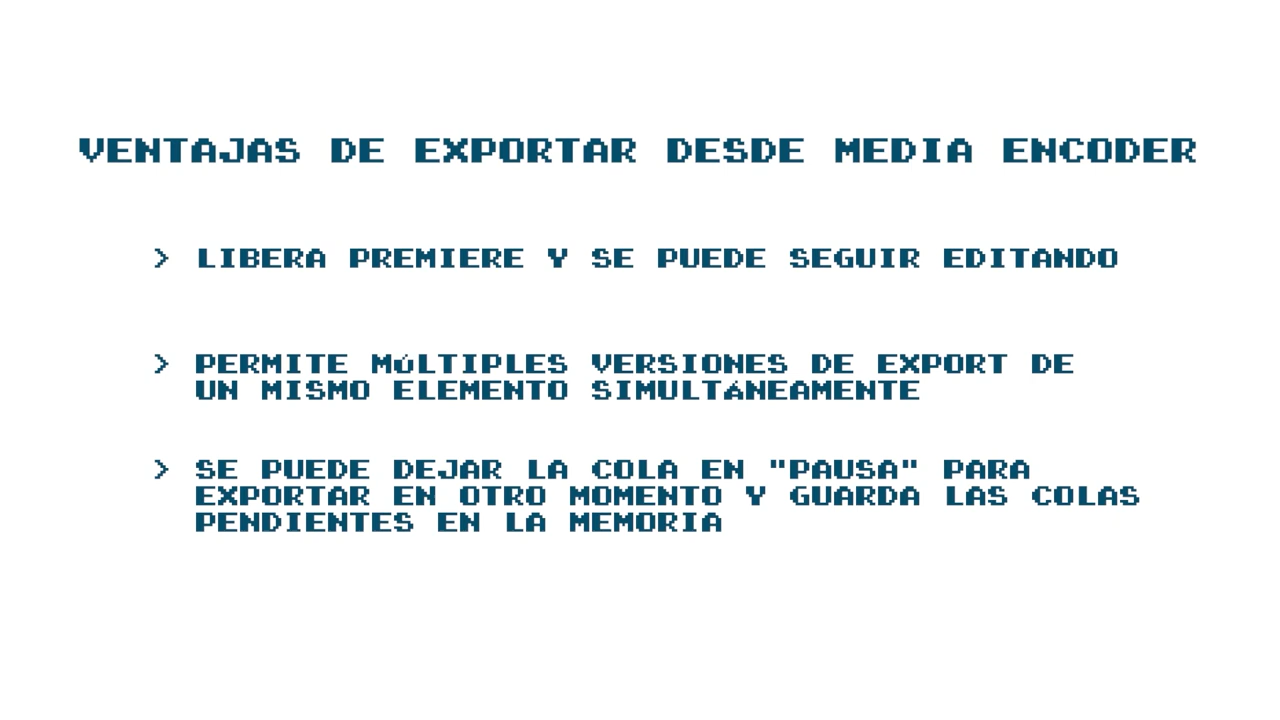 VENTAJAS DE EXPORTAR DESDE MEDIA ENCODER
> LIBERA PREMIERE Y SE PUEDE SEGUIR EDITANDO
> PERMITE MúLTIPLES VERSIONES DE EXPORT DE
UN MISMO ELEMENTO SIMULTáNEAMENTE
> SE PUEDE DEJAR LA COLA EN "PAUSA" PARA
EXPORTAR EN OTRO MOMENTO Y GUARDA LAS COLAS
PENDIENTES EN LA MEMORIA